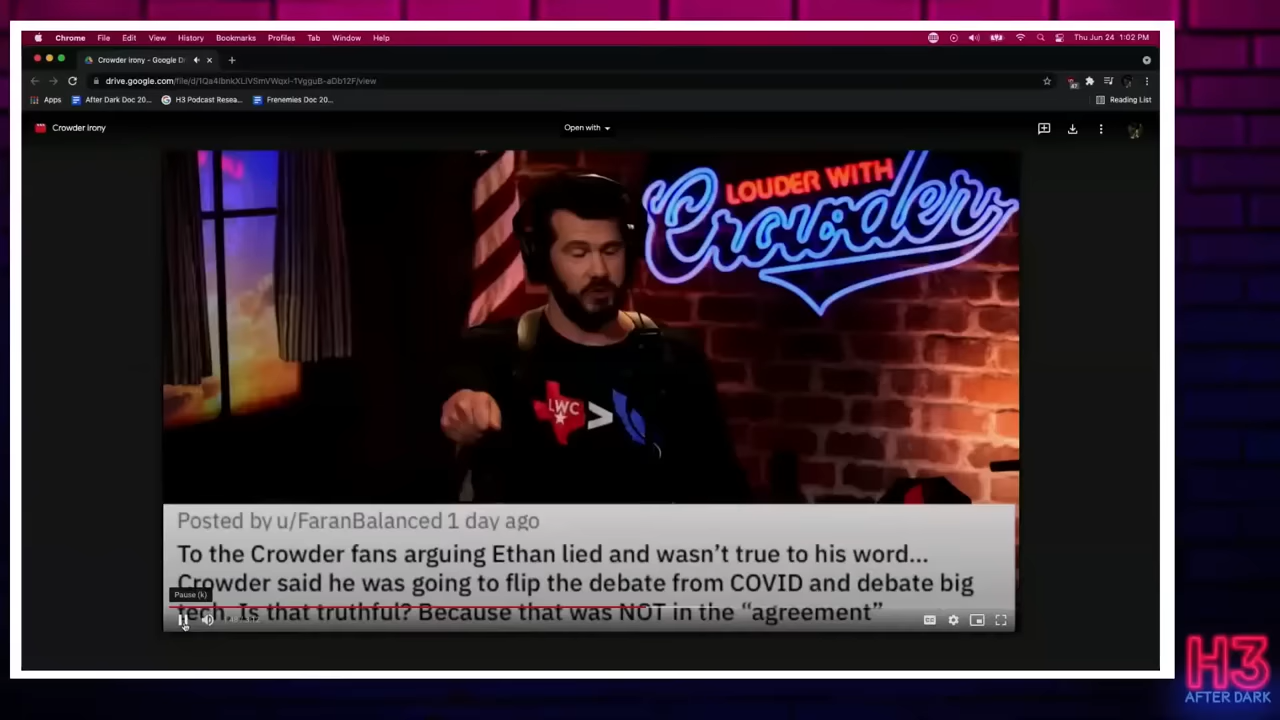 Chrome File Edit View History Bookmarks Profiles Tab Window Help
Thu Jun 24 1:02 PM
Crowder irony - Google D
Apps After Dark Doc 20... H3 Podcast Resea... Frenemies Doc 20...
Reading List
Crowder irony
Open with
LOUDER WITH
Crowder
LWC
>
Posted by u/FaranBalanced 1 day ago
To the Crowder fans arguing Ethan lied and wasn't true to his word...
Crowder said he was going to flip the debate from COVID and debate big
tech. Is that truthful? Because that was NOT in the "agreement"
Pause (k)
H3
AFTER DARK